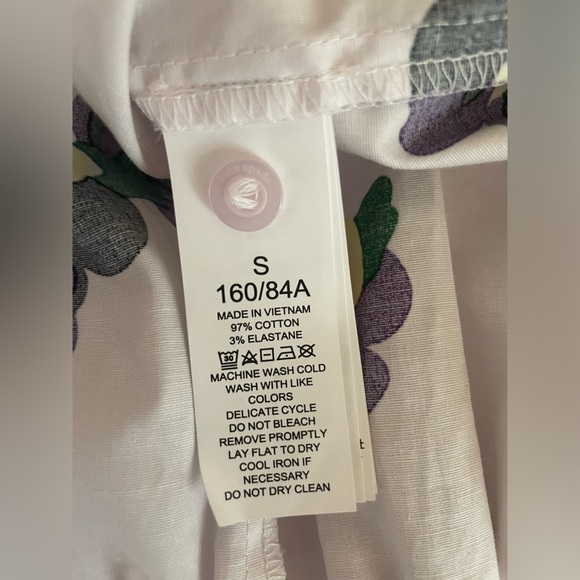 S
160/84A
MADE IN VIETNAM
97% COTTON
3% ELASTANE
30
MACHINE WASH COLD
WASH WITH LIKE
COLORS
DELICATE CYCLE
DO NOT BLEACH
REMOVE PROMPTLY
LAY FLAT TO DRY
COOL IRON IF
NECESSARY
DO NOT DRY CLEAN